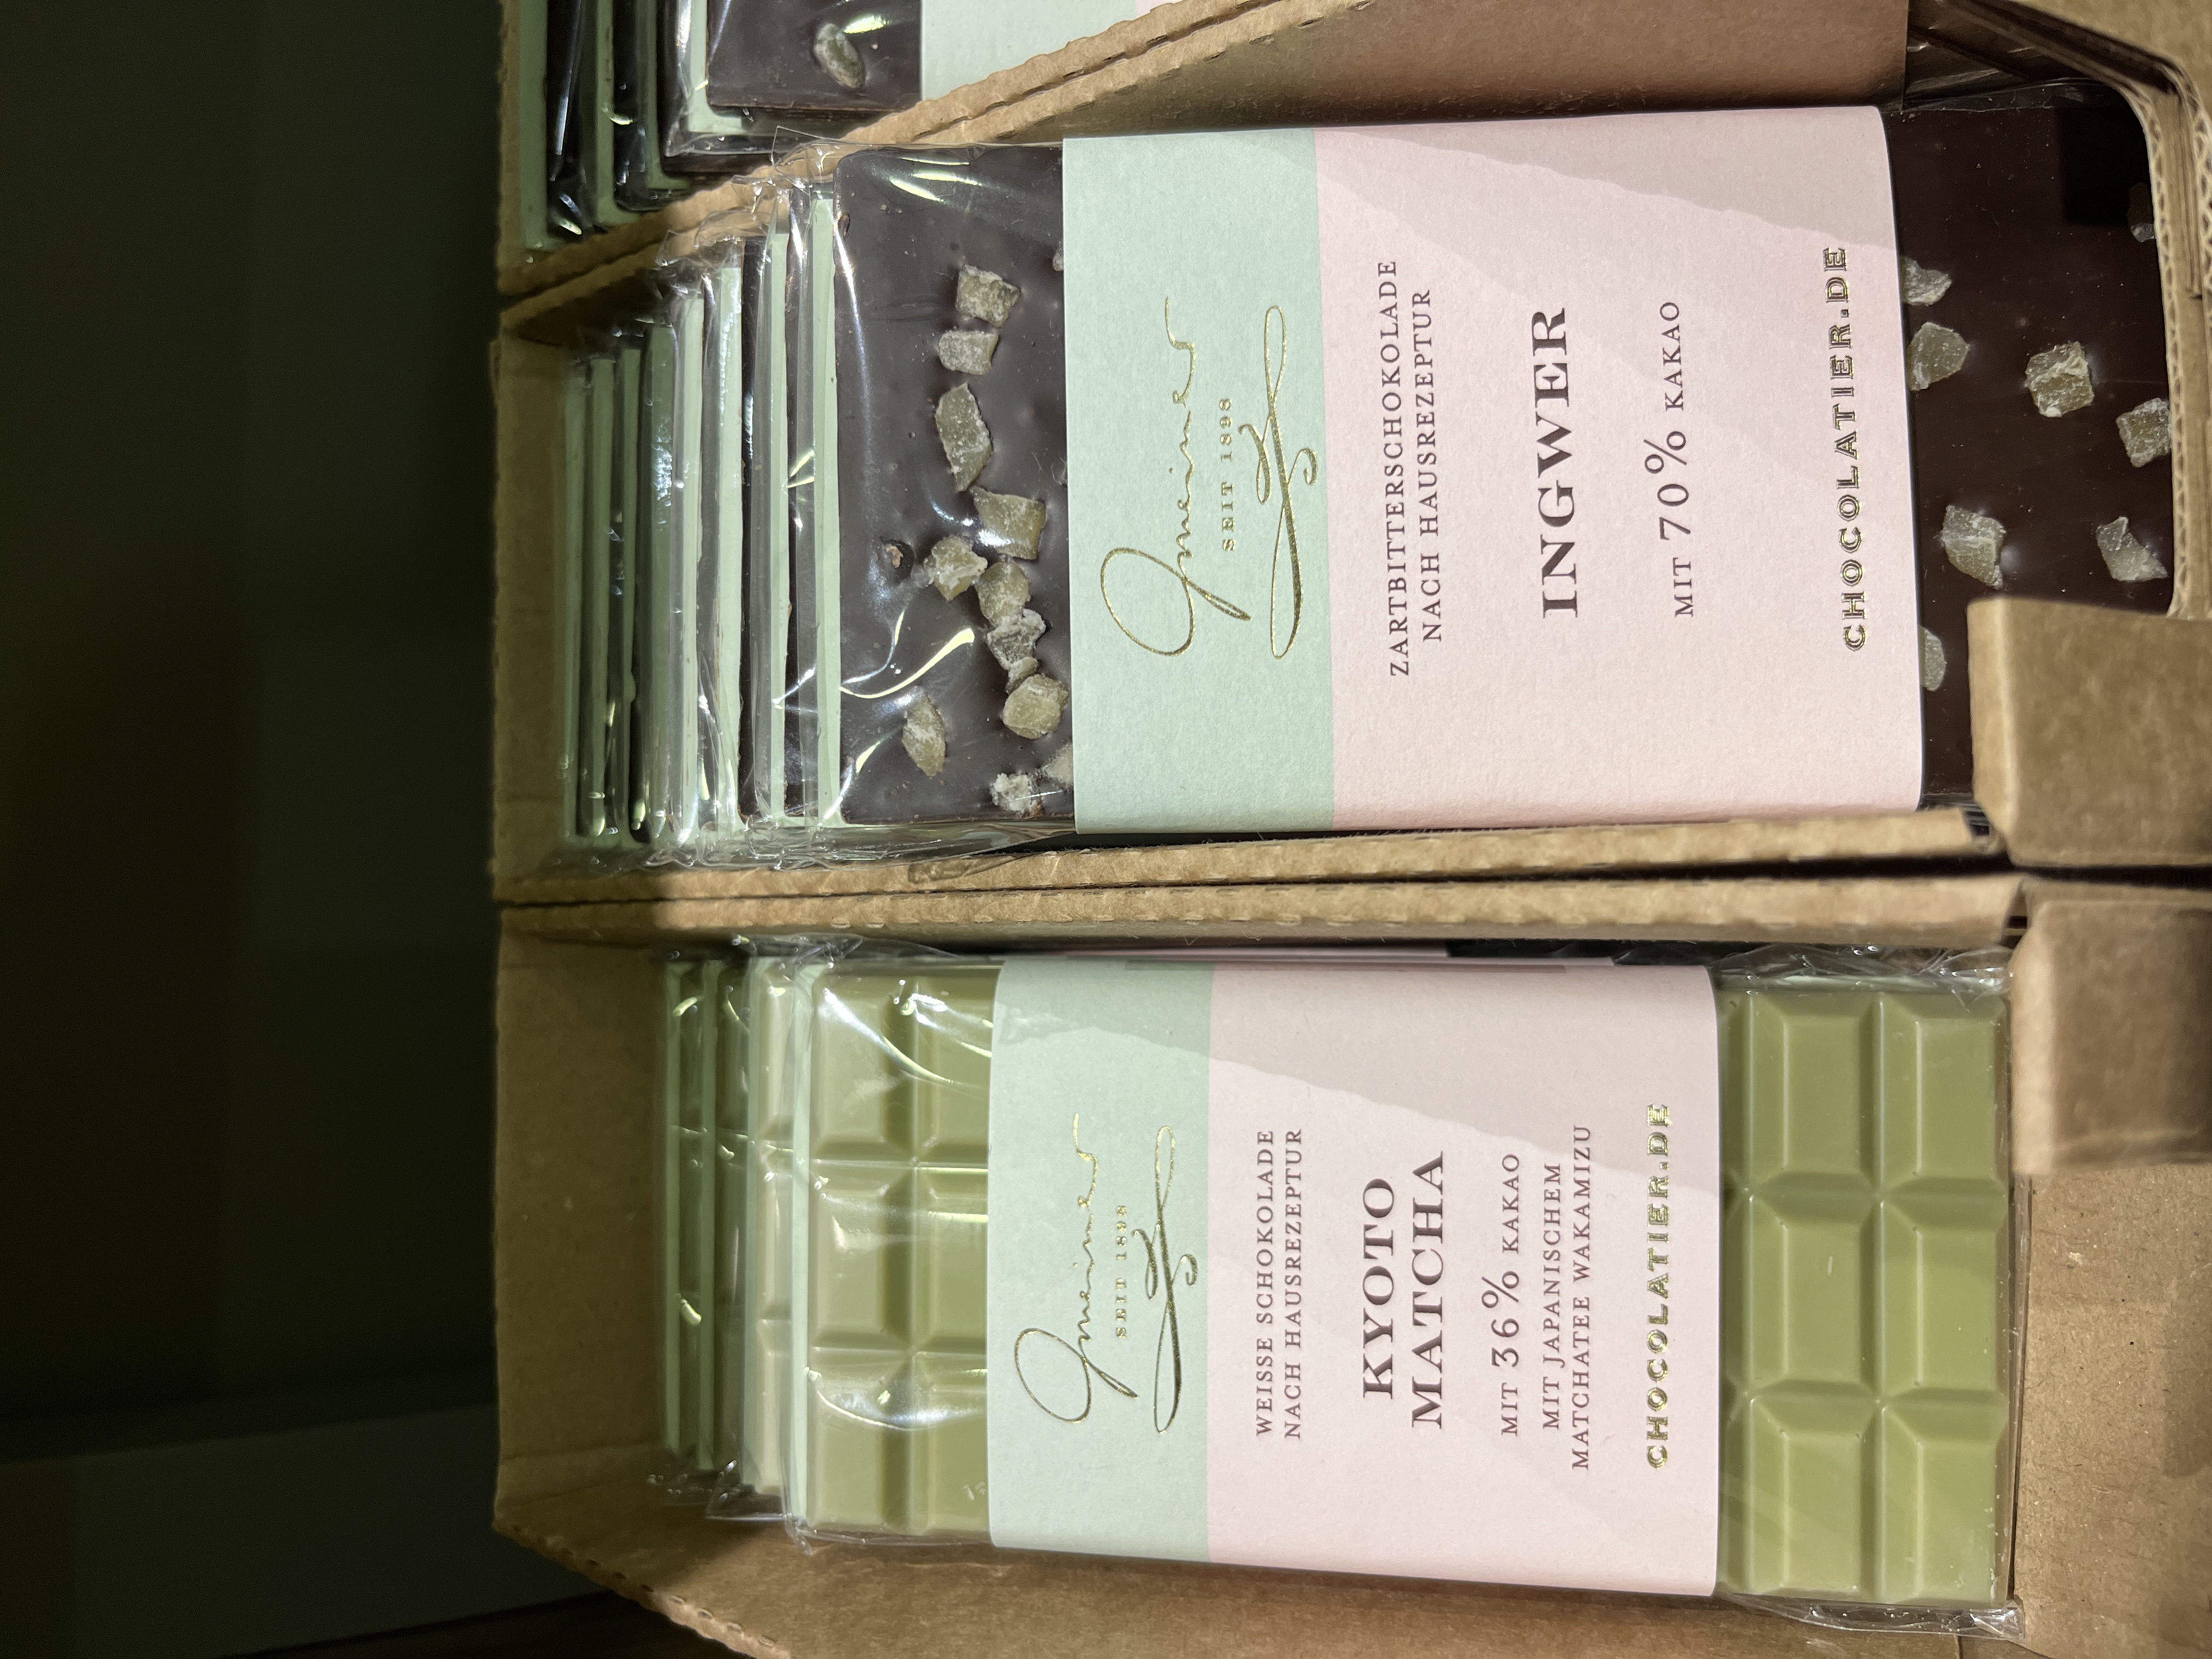 Gmeiner
SEIT 1898
WEISSE SCHOKOLADE
NACH HAUSREZEPTUR
KYOTO
MATCHA
MIT 36% KAKAO
MIT JAPANISCHEM
MATCHATEE WAKAMIZU
CHOCOLATIER.DE
Gmeiner
SEIT 1898
ZARTBITTERSCHOKOLADE
NACH HAUSREZEPTUR
INGWER
MIT 70% KAKAO
CHOCOLATIER.DE